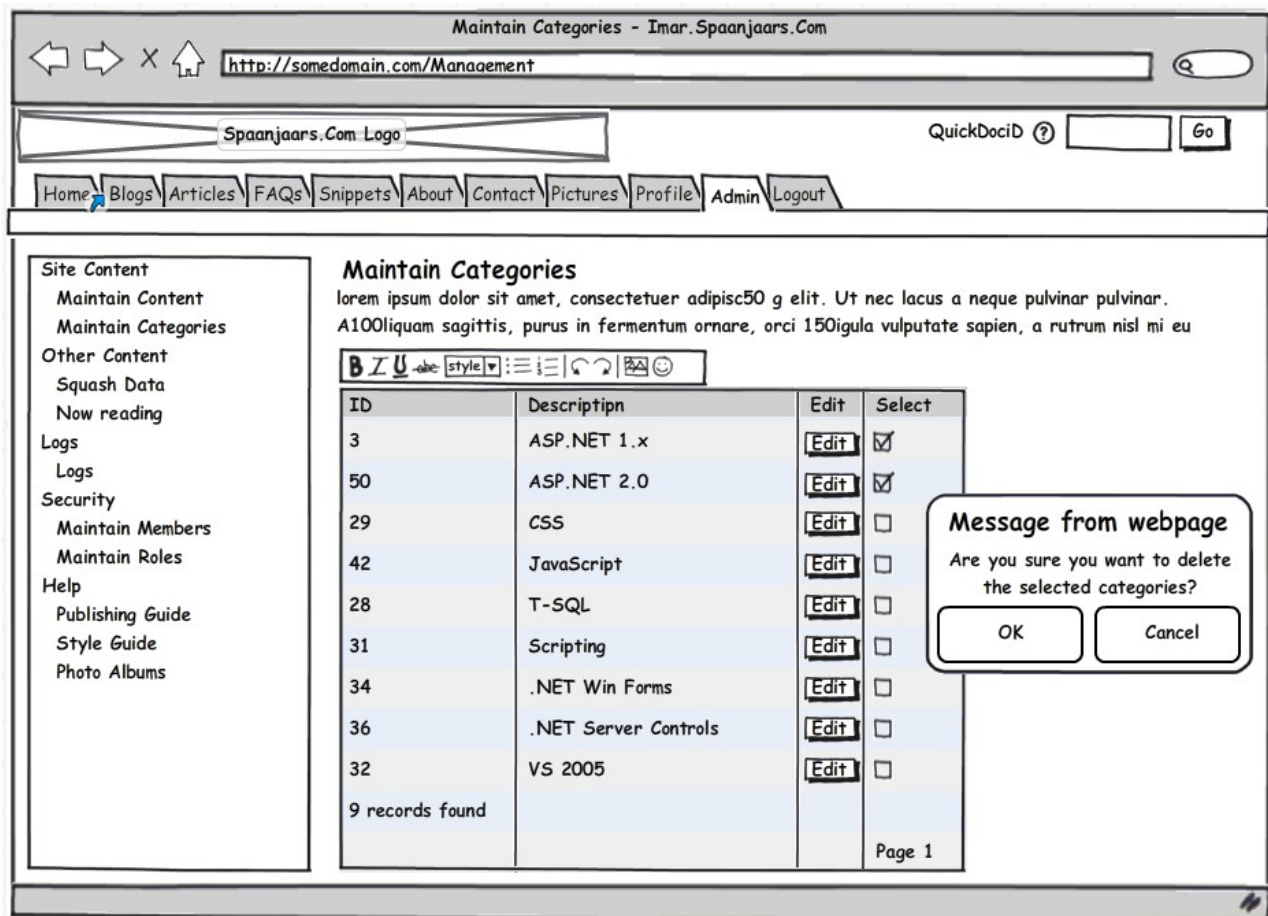 Maintain Categories - Imar.Spaanjaars.Com
http://somedomain.com/Management
Spaanjaars.Com Logo
QuickDociD ? Go
Home Blogs Articles FAQs Snippets About Contact Pictures Profile Admin Logout
Site Content
Maintain Content
Maintain Categories
Other Content
Squash Data
Now reading
Logs
Logs
Security
Maintain Members
Maintain Roles
Help
Publishing Guide
Style Guide
Photo Albums
Maintain Categories
lorem ipsum dolor sit amet, consectetuer adipisc50 g elit. Ut nec lacus a neque pulvinar pulvinar.
A100liquam sagittis, purus in fermentum ornare, orci 150igula vulputate sapien, a rutrum nisl mi eu
B I U abc style
ID Descriptipn Edit Select
3 ASP.NET 1.x Edit
50 ASP.NET 2.0 Edit
29 CSS Edit
42 JavaScript Edit
28 T-SQL Edit
31 Scripting Edit
34 .NET Win Forms Edit
36 .NET Server Controls Edit
32 VS 2005 Edit
9 records found
Page 1
Message from webpage
Are you sure you want to delete
the selected categories?
OK Cancel